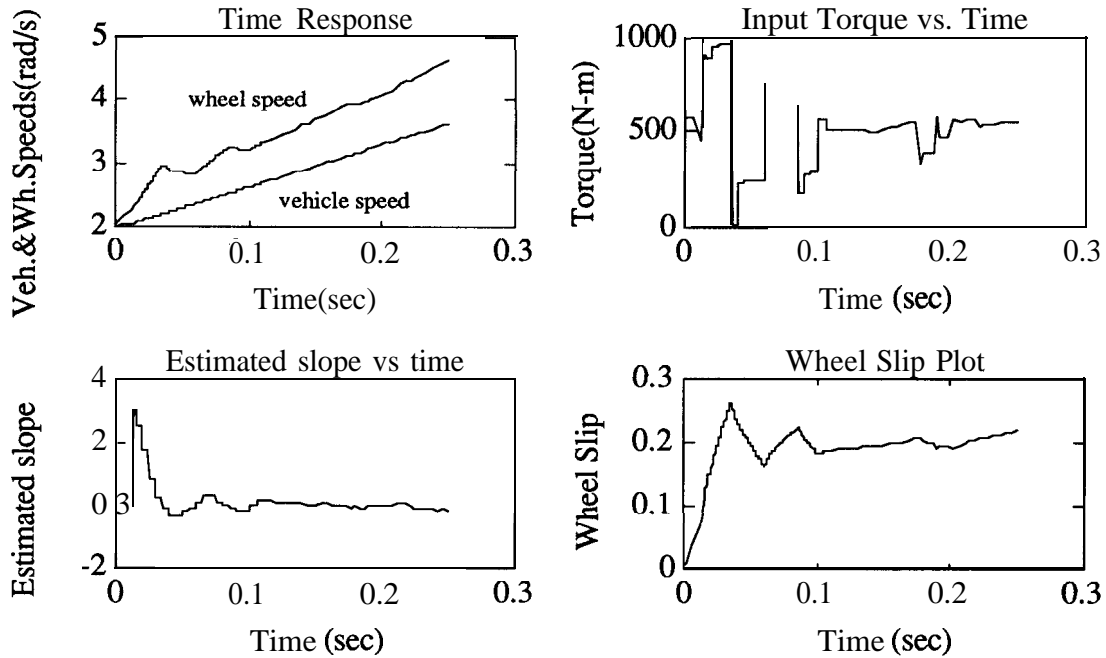 Time Response
Veh.&Wh.Speeds(rad/s)
5
4
3
2
wheel speed
vehicle speed
0
0.1
0.2
0.3
Time(sec)
Input Torque vs. Time
Torque(N-m)
1000
500
0
0
0.1
0.2
0.3
Time (sec)
Estimated slope vs time
Estimated slope
4
2
0
3
-2
0
0.1
0.2
0.3
Time (sec)
Wheel Slip Plot
Wheel Slip
0.3
0.2
0.1
0
0
0.1
0.2
0.3
Time (sec)